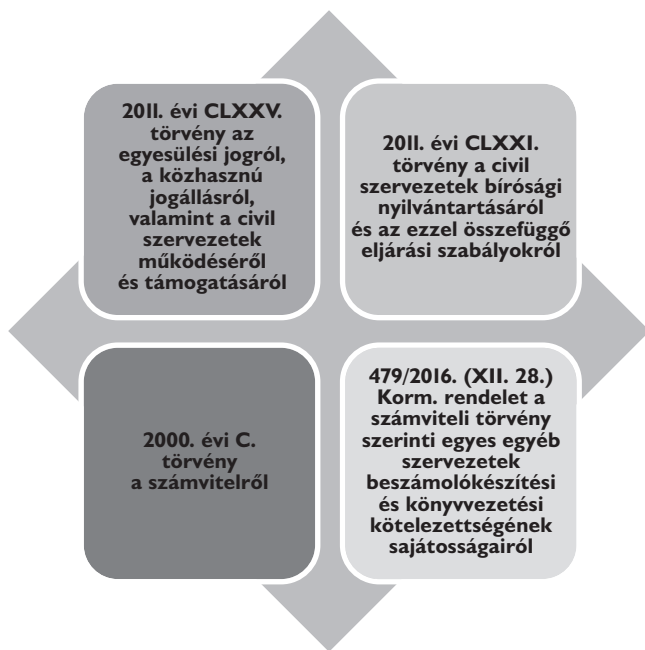 2011. évi CLXXV.
törvény az
egyesülési jogról,
a közhasznú
jogállásról,
valamint a civil
szervezetek
működéséről
és támogatásáról
2011. évi CLXXI.
törvény a civil
szervezetek bírósági
nyilvántartásáról
és az ezzel összefüggő
eljárási szabályokról
2000. évi C.
törvény
a számvitelről
479/2016. (XII. 28.)
Korm. rendelet a
számviteli törvény
szerinti egyes egyéb
szervezetek
beszámolókészítési
és könyvvezetési
kötelezettségének
sajátosságairól